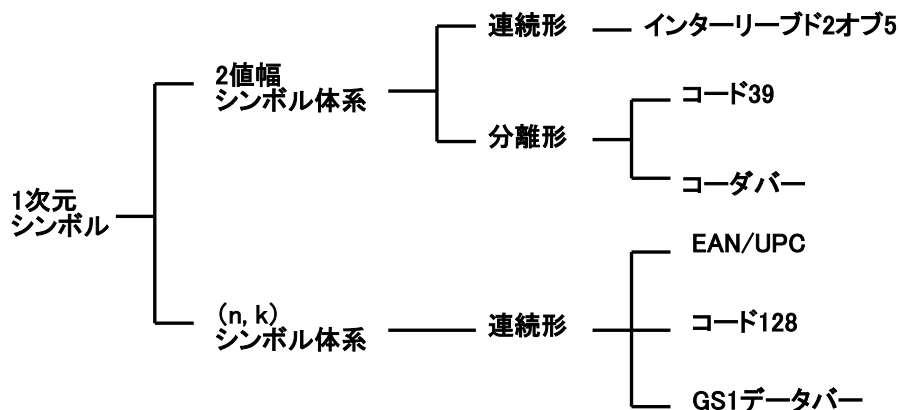 1次元
シンボル
2値幅
シンボル体系
連続形
インターリーブド2オブ5
分離形
コード39
コーダバー
(n, k)
シンボル体系
連続形
EAN/UPC
コード128
GS1データバー